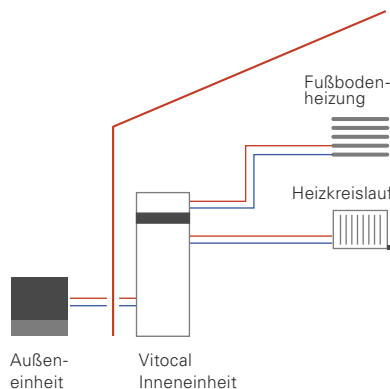 Fußboden-
heizung
Heizkreislauf
Außen-
einheit
Vitocal
Inneneinheit